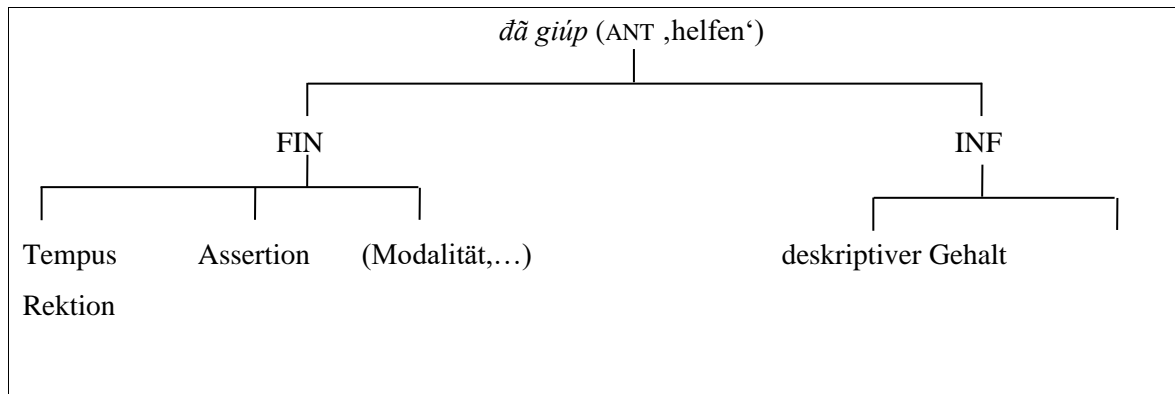 đã giúp (ANT ‚helfen‘)
FIN INF
Tempus Assertion (Modalität,…) deskriptiver Gehalt
Rektion